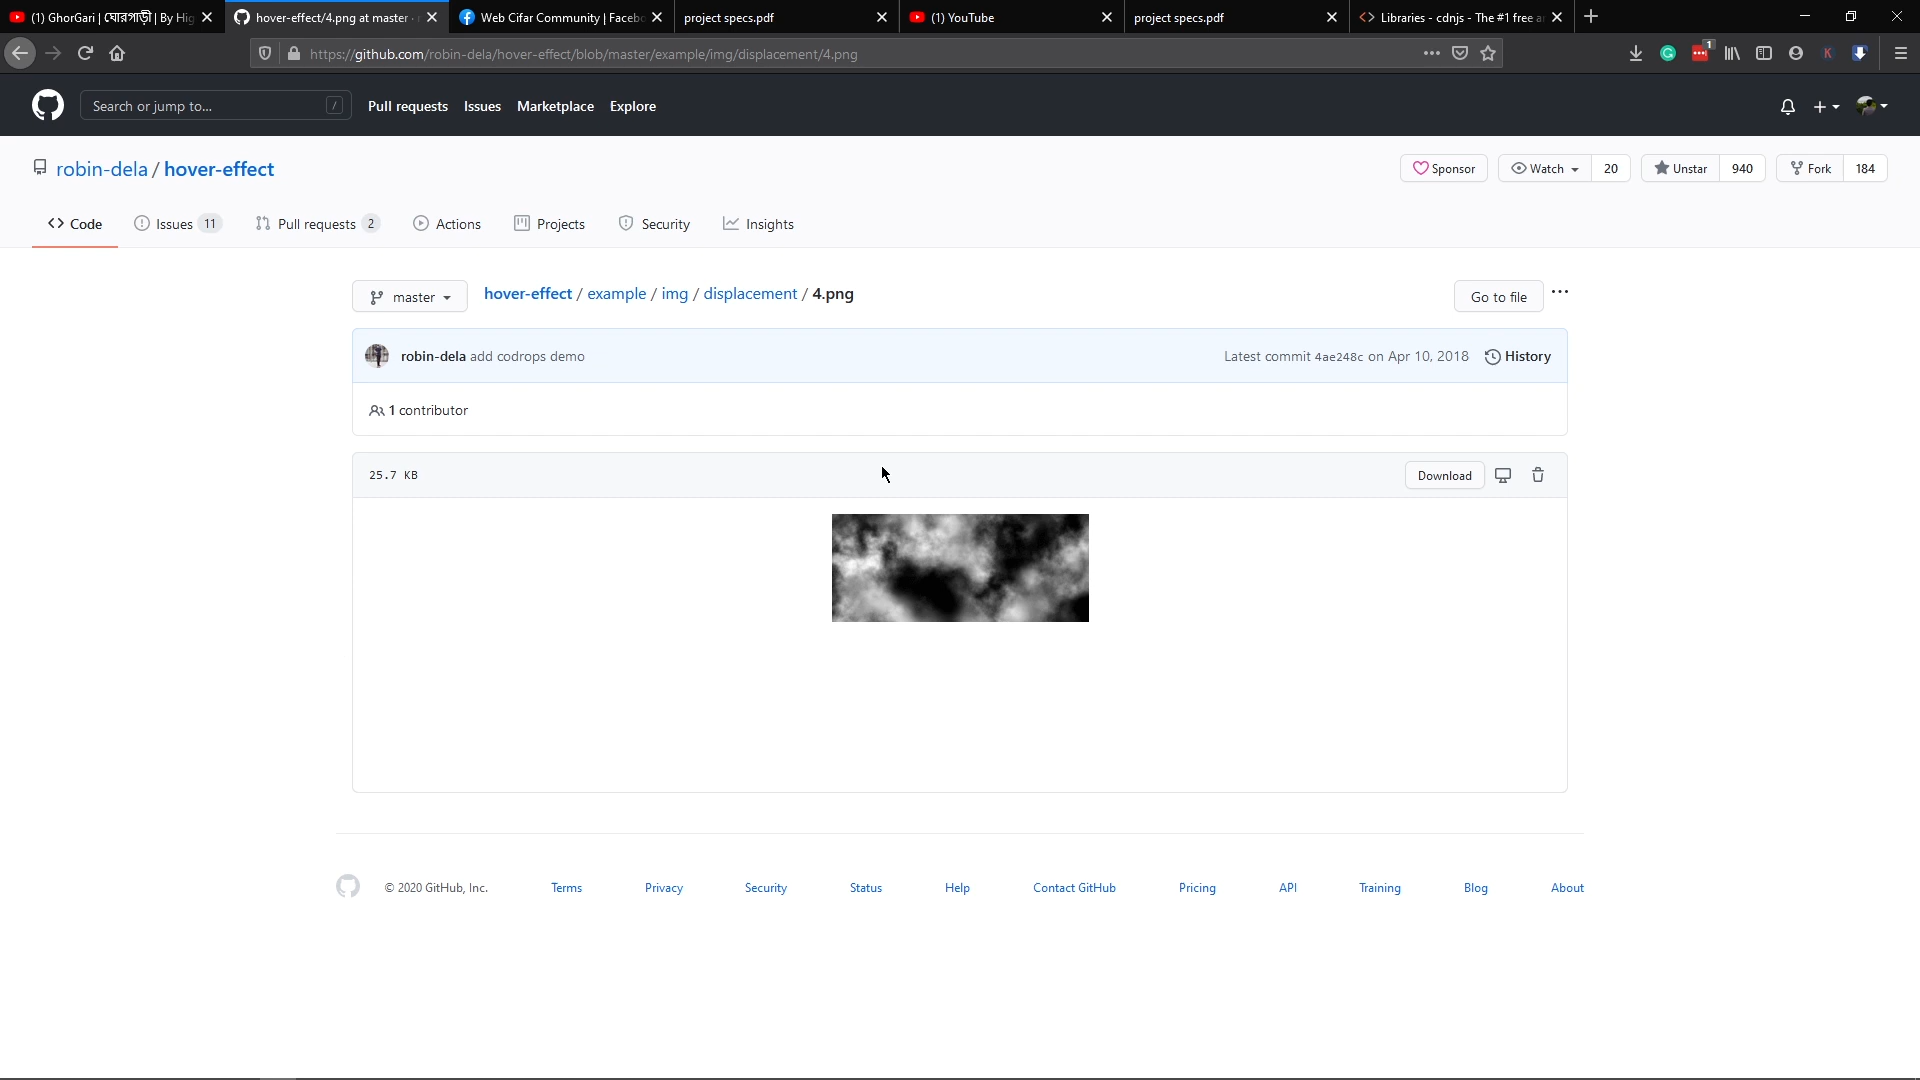 (1) GhorGari | ঘোরগাড়ী | By Hig
hover-effect/4.png at master ·
Web Cifar Community | Facebo
project specs.pdf
(1) YouTube
project specs.pdf
<> Libraries - cdnjs - The #1 free a
https://github.com/robin-dela/hover-effect/blob/master/example/img/displacement/4.png
1
K
Search or jump to...
/
Pull requests
Issues
Marketplace
Explore
robin-dela / hover-effect
Sponsor
Watch
20
Unstar
940
Fork
184
Code
Issues 11
Pull requests 2
Actions
Projects
Security
Insights
master
hover-effect / example / img / displacement / 4.png
Go to file
robin-dela add codrops demo
Latest commit 4ae248c on Apr 10, 2018
History
1 contributor
25.7 KB
Download
© 2020 GitHub, Inc.
Terms
Privacy
Security
Status
Help
Contact GitHub
Pricing
API
Training
Blog
About